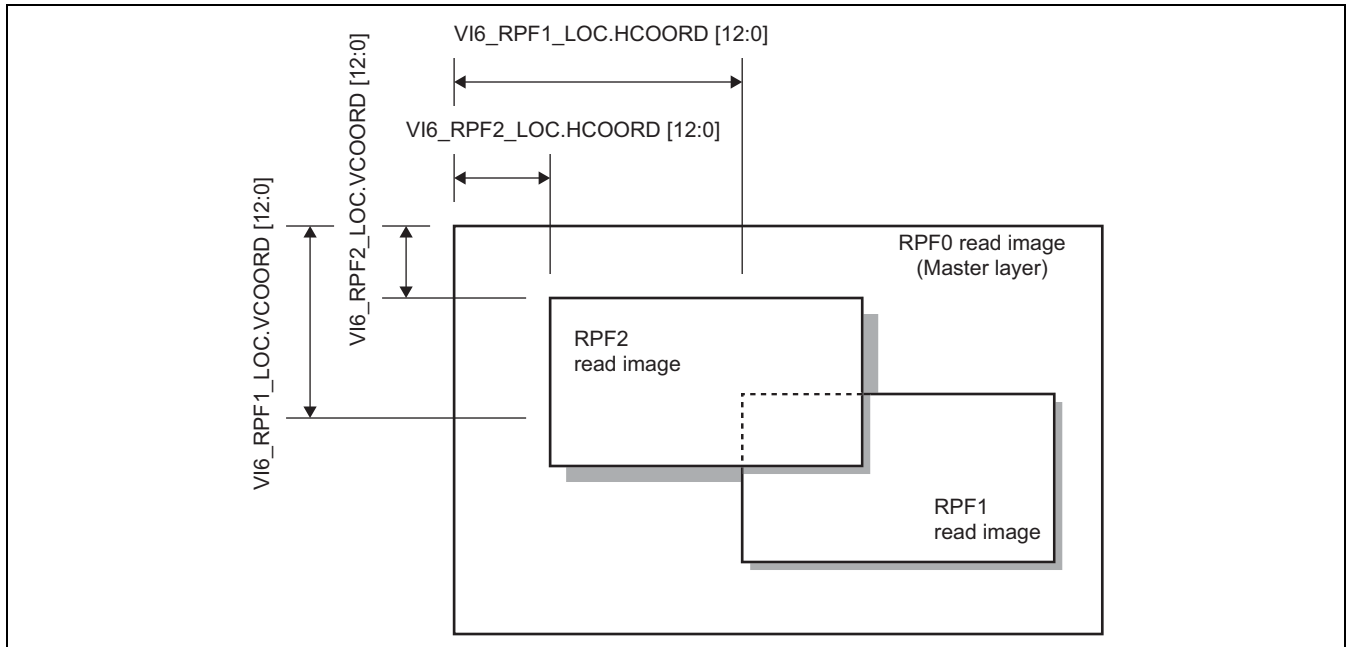 VI6_RPF1_LOC.HCOORD [12:0]
VI6_RPF2_LOC.HCOORD [12:0]
VI6_RPF1_LOC.VCOORD [12:0]
VI6_RPF2_LOC.VCOORD [12:0]
RPF0 read image
(Master layer)
RPF2
read image
RPF1
read image